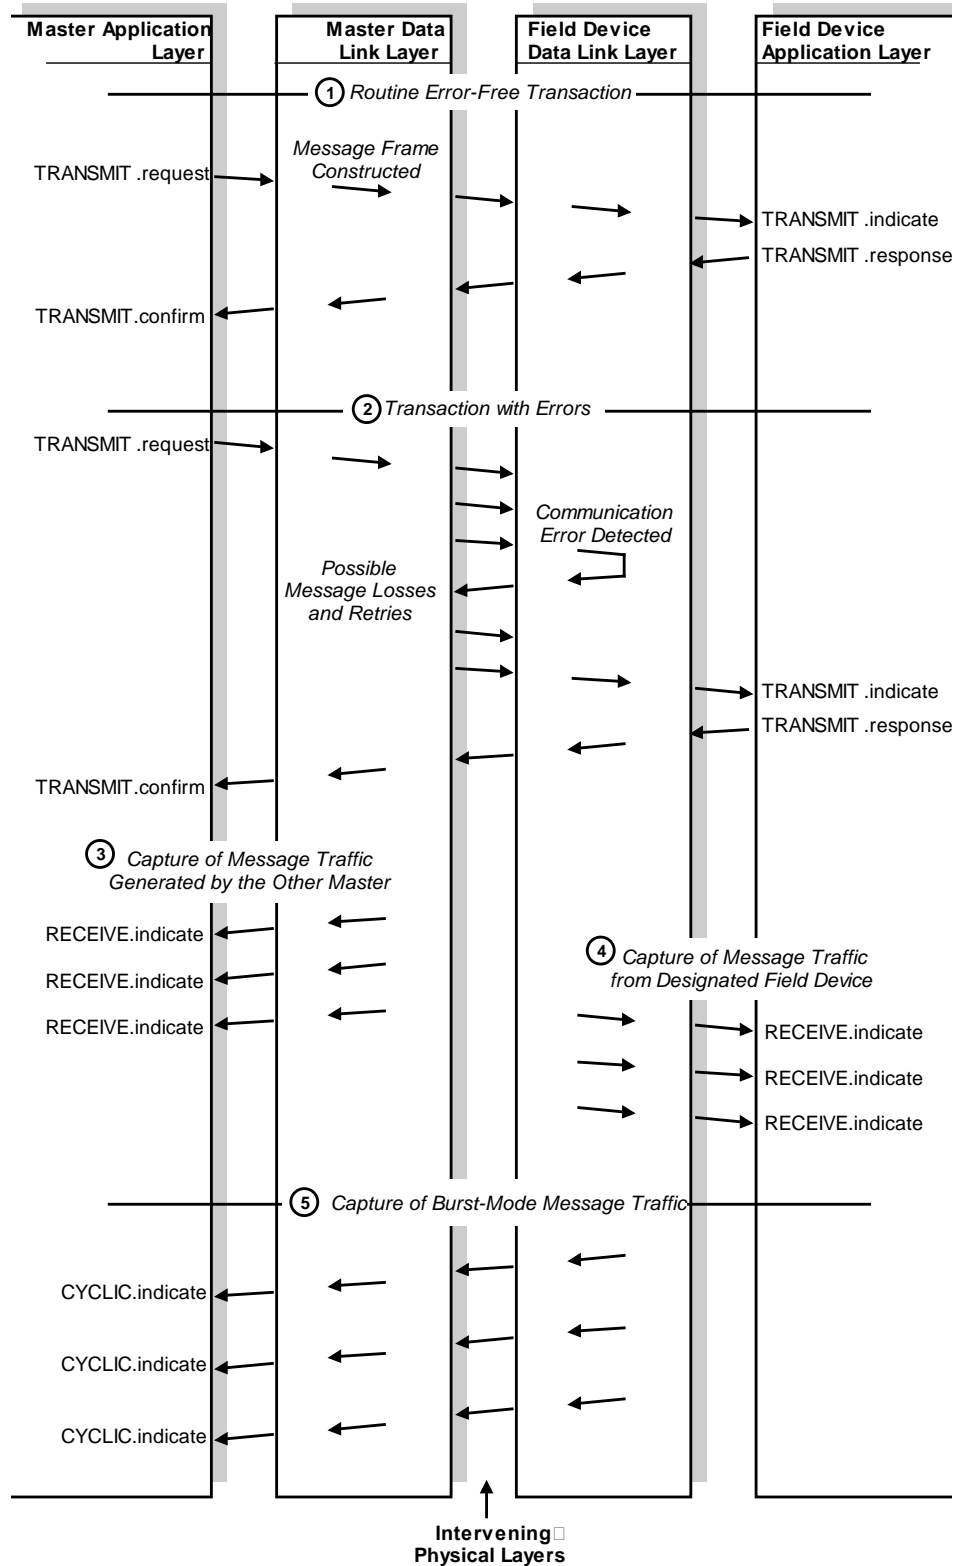 Master Application
Layer
Master Data
Link Layer
Field Device
Data Link Layer
Field Device
Application Layer
1 Routine Error-Free Transaction
Message Frame
Constructed
TRANSMIT .request
TRANSMIT .indicate
TRANSMIT .response
TRANSMIT.confirm
2 Transaction with Errors
TRANSMIT .request
Communication
Error Detected
Possible
Message Losses
and Retries
TRANSMIT .indicate
TRANSMIT .response
TRANSMIT.confirm
3 Capture of Message Traffic
Generated by the Other Master
RECEIVE.indicate
RECEIVE.indicate
RECEIVE.indicate
4 Capture of Message Traffic
from Designated Field Device
RECEIVE.indicate
RECEIVE.indicate
RECEIVE.indicate
5 Capture of Burst-Mode Message Traffic
CYCLIC.indicate
CYCLIC.indicate
CYCLIC.indicate
Intervening
Physical Layers